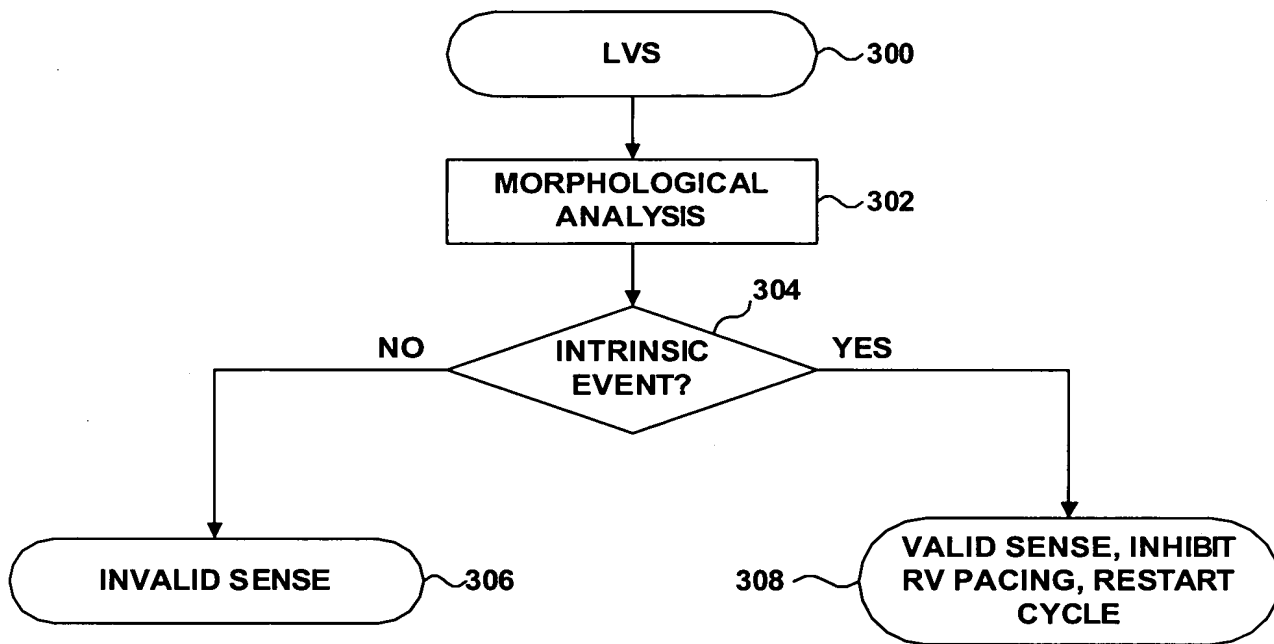 LVS
300
MORPHOLOGICAL
ANALYSIS
302
304
NO
INTRINSIC
EVENT?
YES
INVALID SENSE
306
308
VALID SENSE, INHIBIT
RV PACING, RESTART
CYCLE